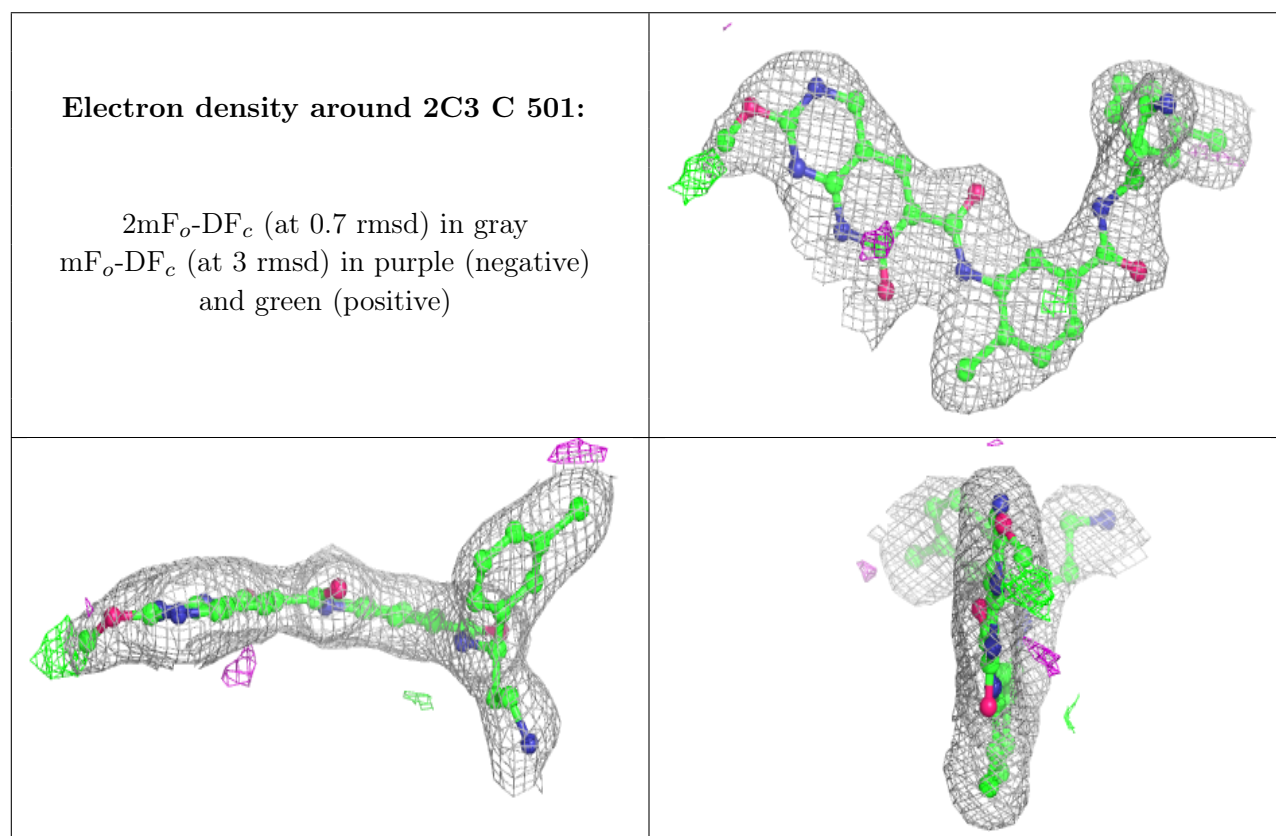 Electron density around 2C3 C 501:
2mFo-DFc (at 0.7 rmsd) in gray
mFo-DFc (at 3 rmsd) in purple (negative)
and green (positive)